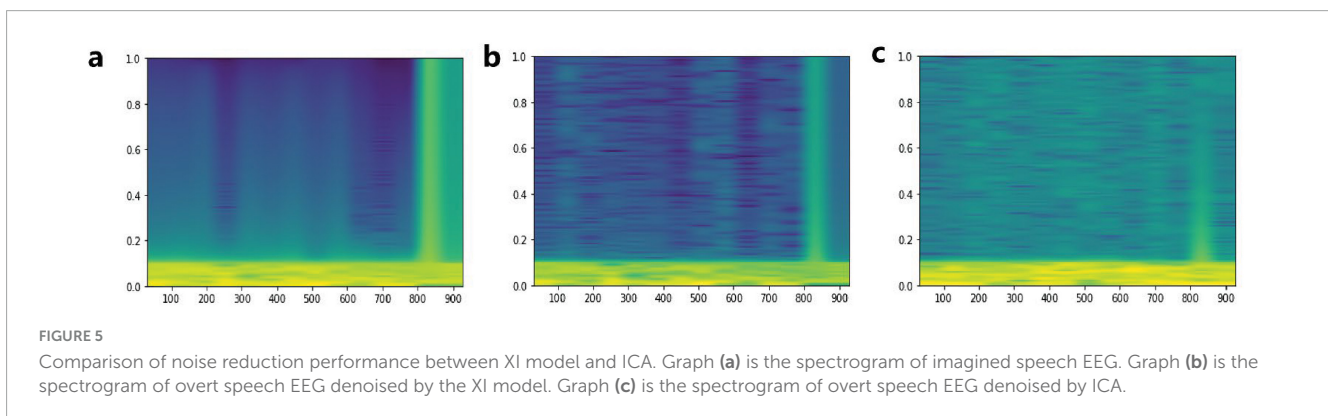 a
b
c
1.0
0.8
0.6
0.4
0.2
0.0
100 200 300 400 500 600 700 800 900
1.0
0.8
0.6
0.4
0.2
0.0
100 200 300 400 500 600 700 800 900
1.0
0.8
0.6
0.4
0.2
0.0
100 200 300 400 500 600 700 800 900
FIGURE 5
Comparison of noise reduction performance between XI model and ICA. Graph (a) is the spectrogram of imagined speech EEG. Graph (b) is the
spectrogram of overt speech EEG denoised by the XI model. Graph (c) is the spectrogram of overt speech EEG denoised by ICA.